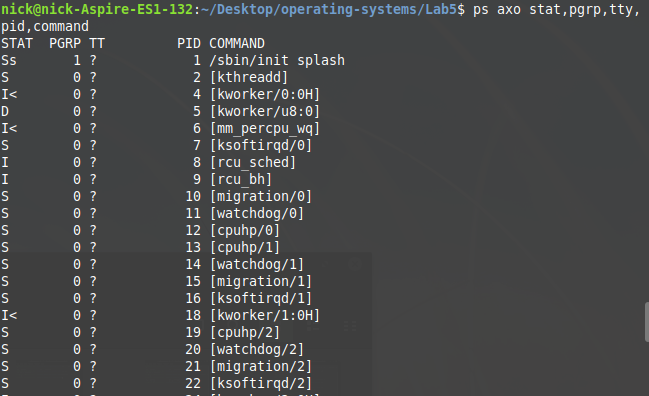 nick@nick-Aspire-ES1-132:~/Desktop/operating-systems/Lab5$ ps axo stat,pgrp,tty,
pid,command
STAT  PGRP TT         PID COMMAND
Ss       1 ?            1 /sbin/init splash
S        0 ?            2 [kthreadd]
I<       0 ?            4 [kworker/0:0H]
D        0 ?            5 [kworker/u8:0]
I<       0 ?            6 [mm_percpu_wq]
S        0 ?            7 [ksoftirqd/0]
I        0 ?            8 [rcu_sched]
I        0 ?            9 [rcu_bh]
S        0 ?           10 [migration/0]
S        0 ?           11 [watchdog/0]
S        0 ?           12 [cpuhp/0]
S        0 ?           13 [cpuhp/1]
S        0 ?           14 [watchdog/1]
S        0 ?           15 [migration/1]
S        0 ?           16 [ksoftirqd/1]
I<       0 ?           18 [kworker/1:0H]
S        0 ?           19 [cpuhp/2]
S        0 ?           20 [watchdog/2]
S        0 ?           21 [migration/2]
S        0 ?           22 [ksoftirqd/2]